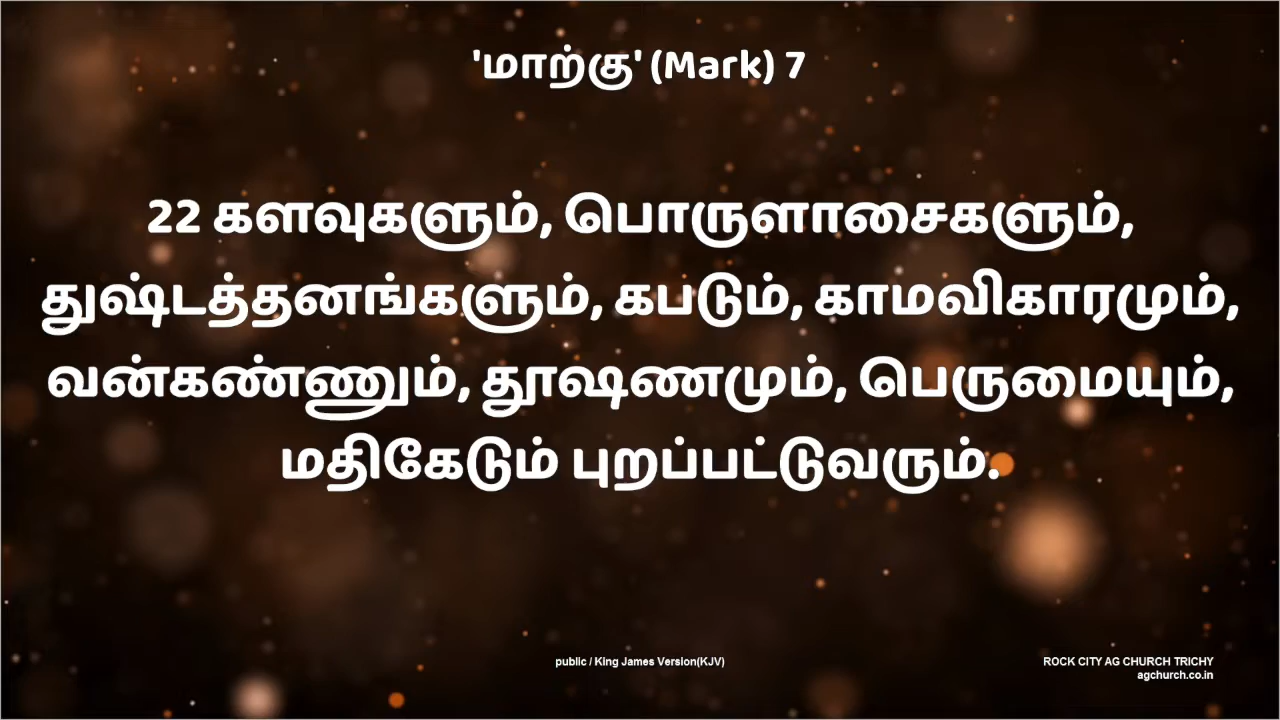 'மாற்கு' (Mark) 7
22 களவுகளும், பொருளாசைகளும்,
துஷ்டத்தனங்களும், கபடும், காமவிகாரமும்,
வன்கண்ணும், தூஷணமும், பெருமையும்,
மதிகேடும் புறப்பட்டுவரும்.
public / King James Version(KJV)
ROCK CITY AG CHURCH TRICHY
agchurch.co.in